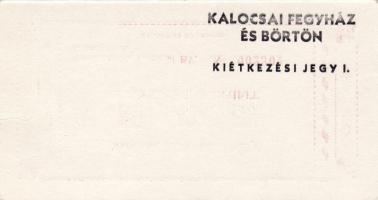 KALOCSAI FEGYHÁZ
ÉS BÖRTÖN
KIÉTKEZÉSI JEGY I.